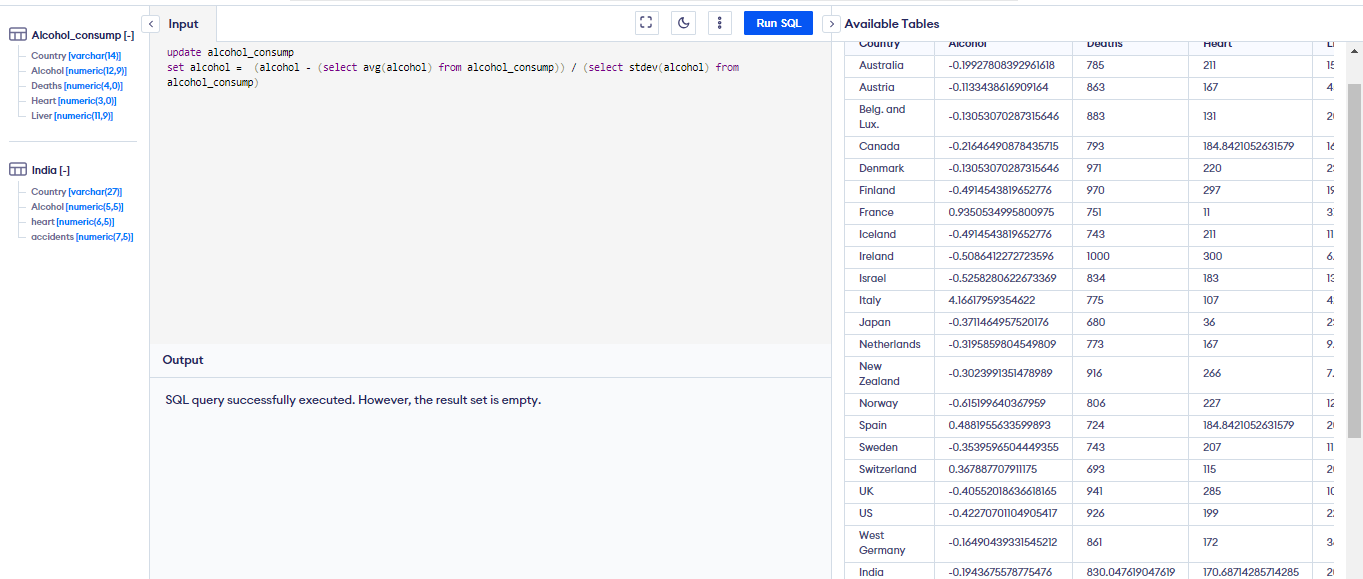 Alcohol_consump [-]
Country [varchar(14)]
Alcohol [numeric(12,9)]
Deaths [numeric(4,0)]
Heart [numeric(3,0)]
Liver [numeric(11,9)]
India [-]
Country [varchar(27)]
Alcohol [numeric(5,5)]
heart [numeric(6,5)]
accidents [numeric(7,5)]
Input
Run SQL
update alcohol_consump
set alcohol =  (alcohol - (select avg(alcohol) from alcohol_consump)) / (select stdev(alcohol) from
alcohol_consump)
Output
SQL query successfully executed. However, the result set is empty.
Available Tables
Country Alcohol Deaths Heart
Australia -0.19927808392961618 785 211 15
Austria -0.1133438616909164 863 167 4
Belg. and
Lux. -0.13053070287315646 883 131 2
Canada -0.21646490878435715 793 184.8421052631579 16
Denmark -0.13053070287315646 971 220 2
Finland -0.4914543819652776 970 297 19
France 0.9350534995800975 751 11 3
Iceland -0.4914543819652776 743 211 11
Ireland -0.5086412272723596 1000 300 6.
Israel -0.5258280622673369 834 183 13
Italy 4.16617959354622 775 107 4
Japan -0.3711464957520176 680 36 2
Netherlands -0.3195859804549809 773 167 9.
New
Zealand -0.3023991351478989 916 266 7.
Norway -0.615199640367959 806 227 12
Spain 0.4881955633599893 724 184.8421052631579 2
Sweden -0.3539596504449355 743 207 11
Switzerland 0.367887707911175 693 115 2
UK -0.40552018636618165 941 285 10
US -0.42270701104905417 926 199 2
West
Germany -0.16490439331545212 861 172 3
India -0.1943675578775476 830.047619047619 170.68714285714285 2